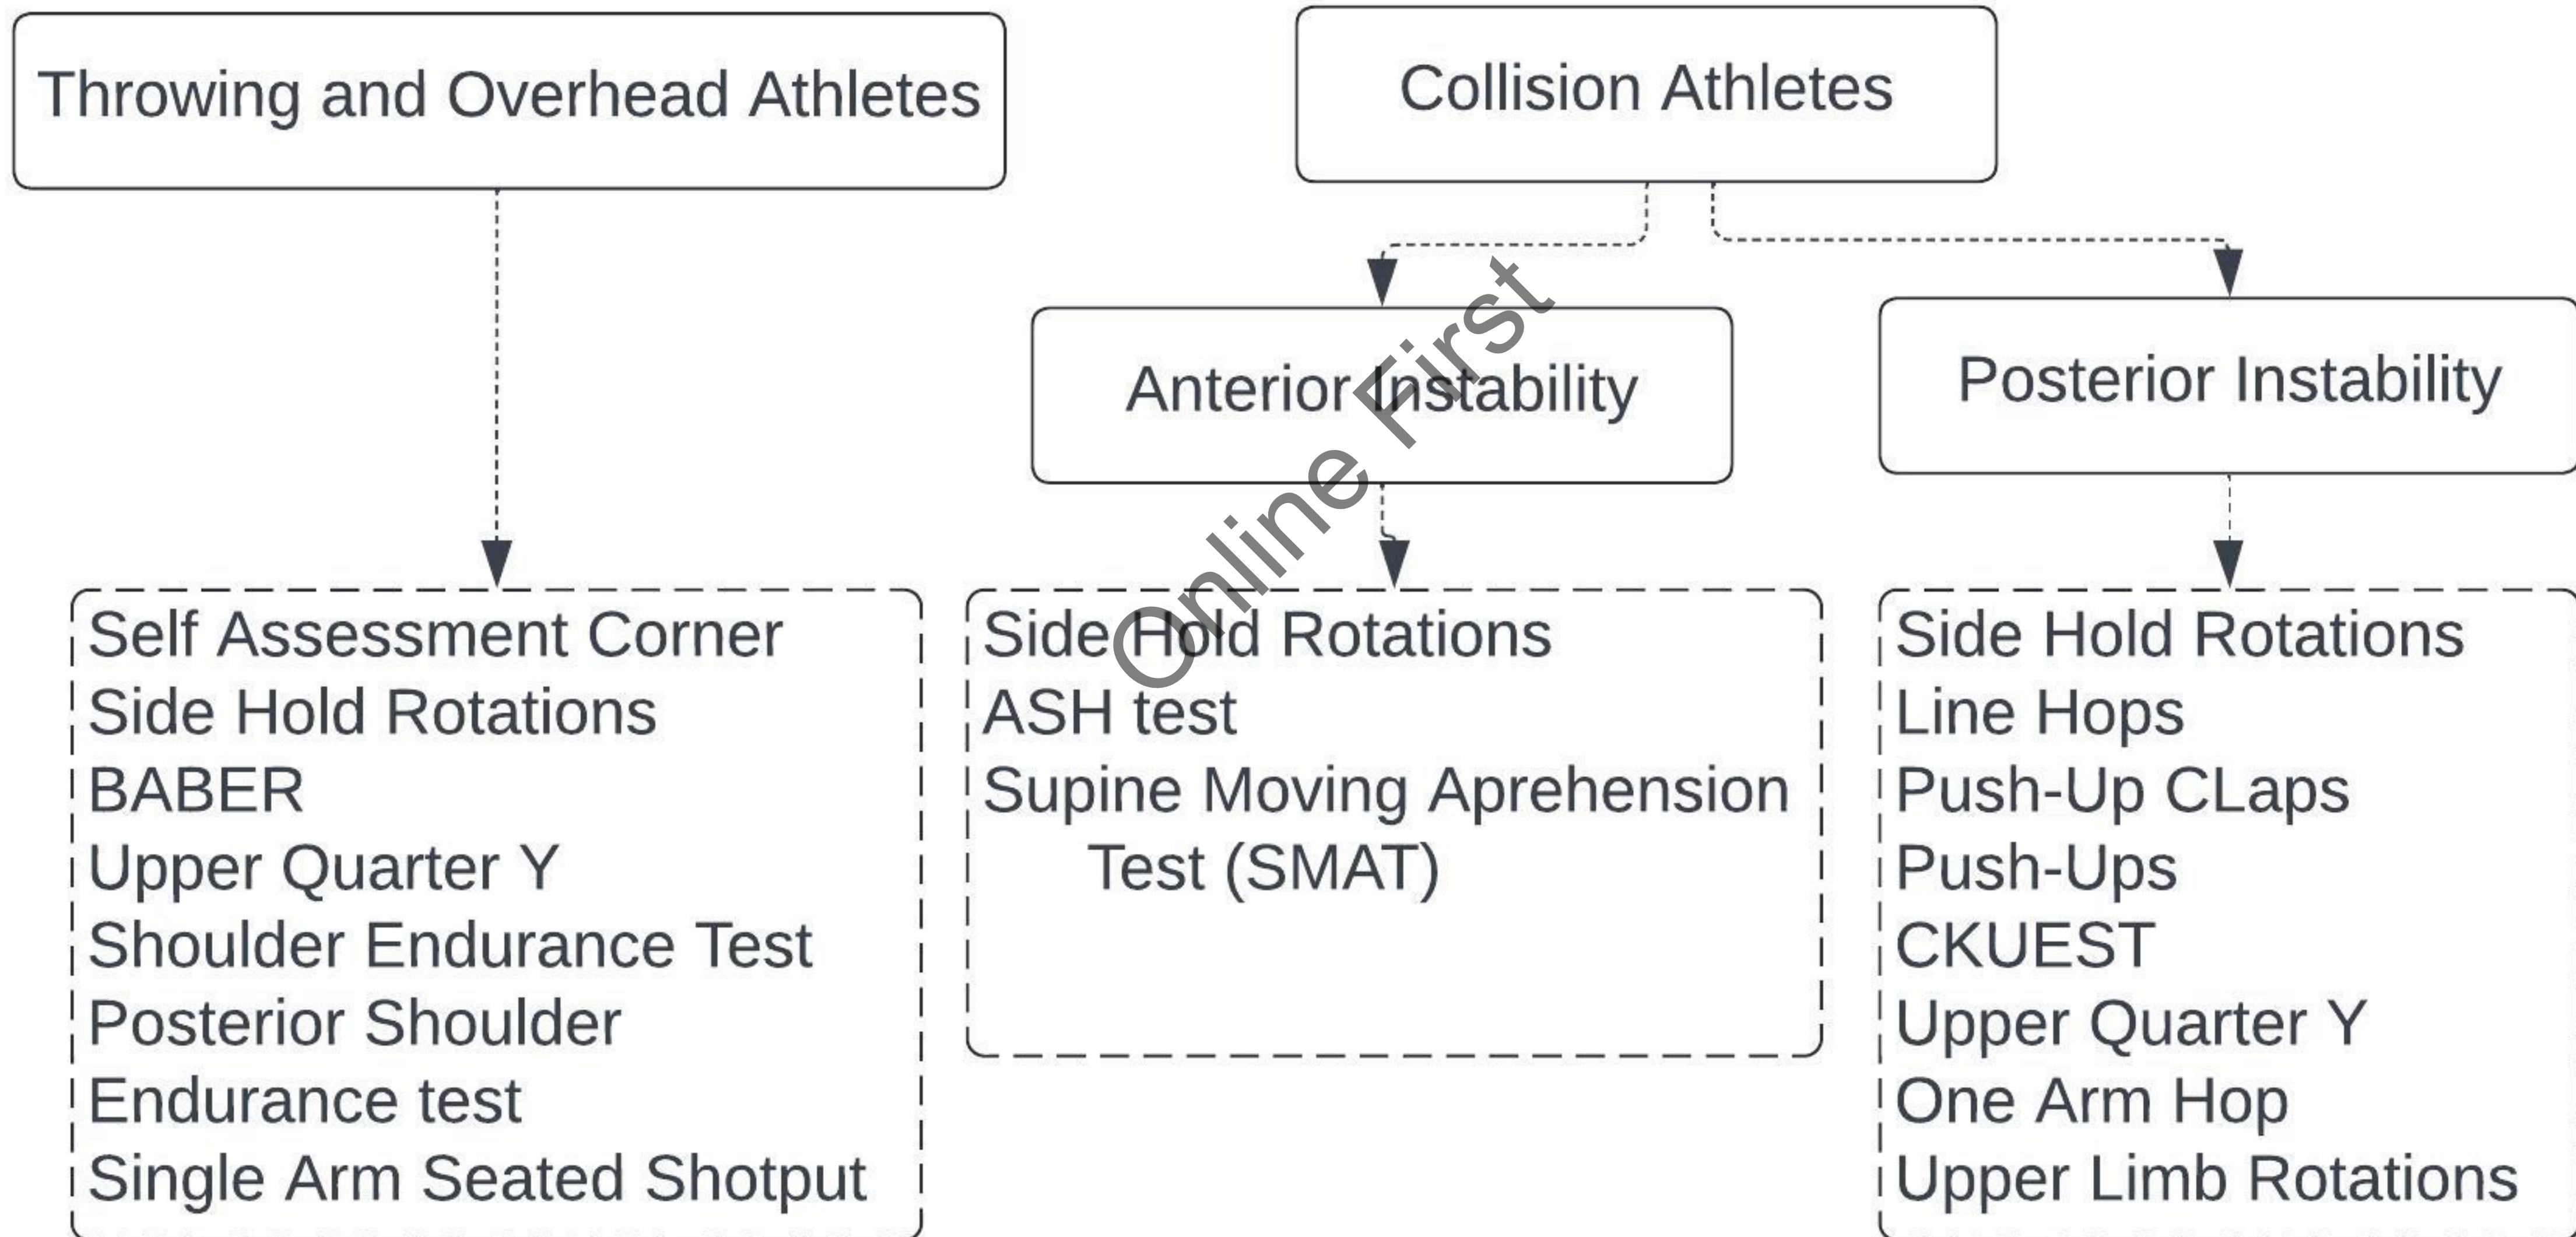 Throwing and Overhead Athletes
Collision Athletes
Anterior Instability
Posterior Instability
Self Assessment Corner
Side Hold Rotations
BABER
Upper Quarter Y
Shoulder Endurance Test
Posterior Shoulder
Endurance test
Single Arm Seated Shotput
Side Hold Rotations
ASH test
Supine Moving Aprehension
Test (SMAT)
Side Hold Rotations
Line Hops
Push-Up CLaps
Push-Ups
CKUEST
Upper Quarter Y
One Arm Hop
Upper Limb Rotations
Online First